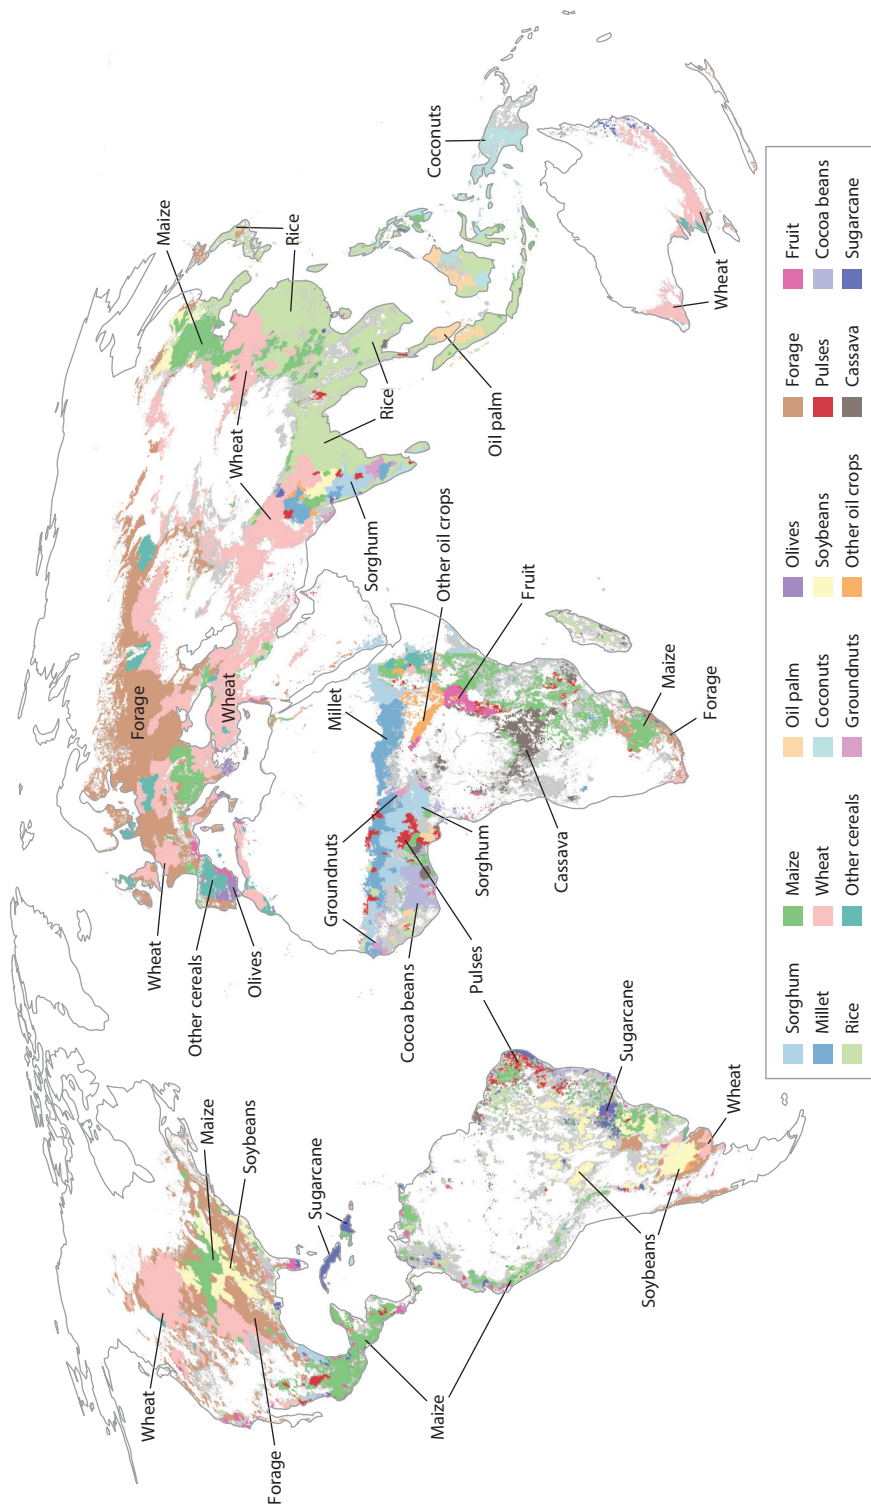 Wheat
Forage
Maize
Soybeans
Sugarcane
Maize
Wheat
Other cereals
Olives
Forage
Wheat
Groundnuts
Millet
Cocoa beans
Pulses
Sorghum
Other oil crops
Fruit
Cassava
Maize
Forage
Sugarcane
Soybeans
Wheat
Wheat
Maize
Rice
Rice
Rice
Sorghum
Oil palm
Coconuts
Wheat
Sorghum
Maize
Oil palm
Olives
Forage
Fruit
Millet
Wheat
Coconuts
Soybeans
Pulses
Cocoa beans
Rice
Other cereals
Groundnuts
Other oil crops
Cassava
Sugarcane